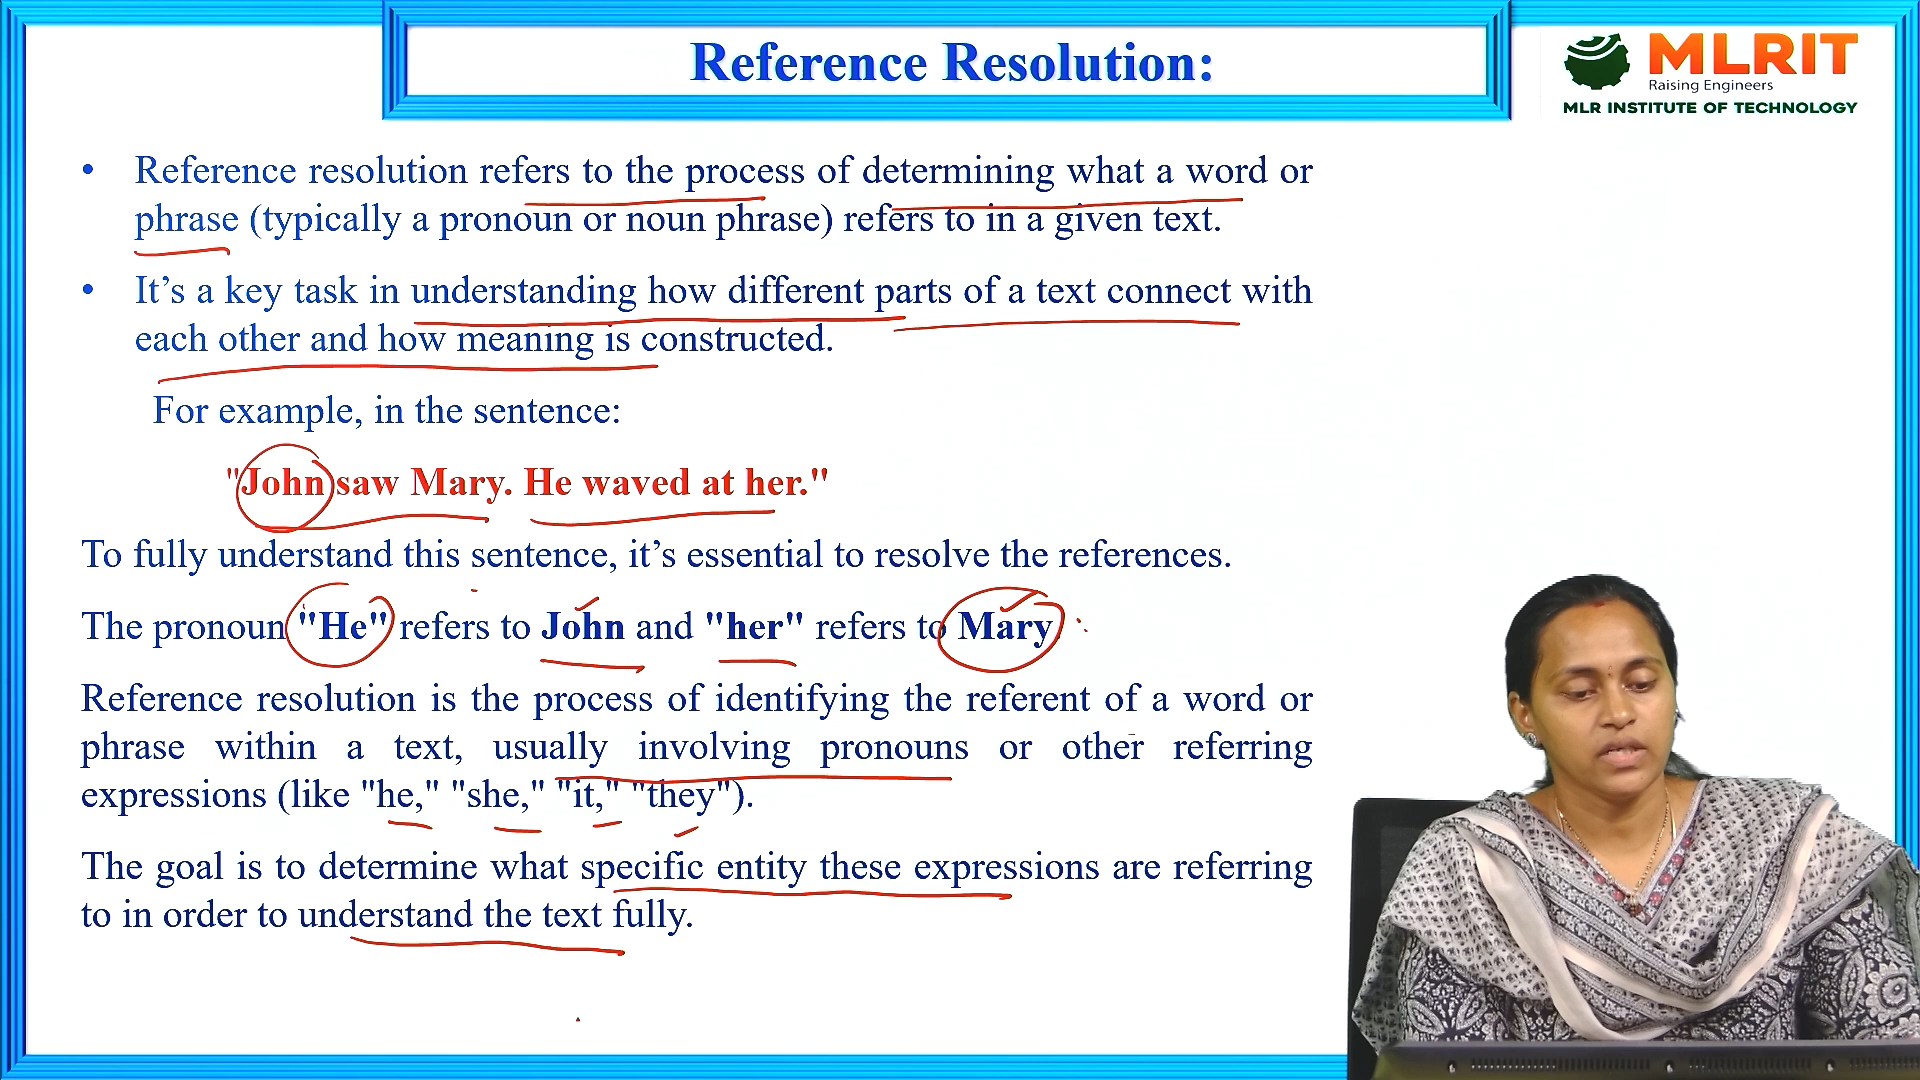 Reference Resolution:
MLRIT
Raising Engineers
MLR INSTITUTE OF TECHNOLOGY
• Reference resolution refers to the process of determining what a word or
phrase (typically a pronoun or noun phrase) refers to in a given text.
• It’s a key task in understanding how different parts of a text connect with
each other and how meaning is constructed.
For example, in the sentence:
"John saw Mary. He waved at her."
To fully understand this sentence, it’s essential to resolve the references.
The pronoun "He" refers to John and "her" refers to Mary.
Reference resolution is the process of identifying the referent of a word or
phrase within a text, usually involving pronouns or other referring
expressions (like "he," "she," "it," "they").
The goal is to determine what specific entity these expressions are referring
to in order to understand the text fully.